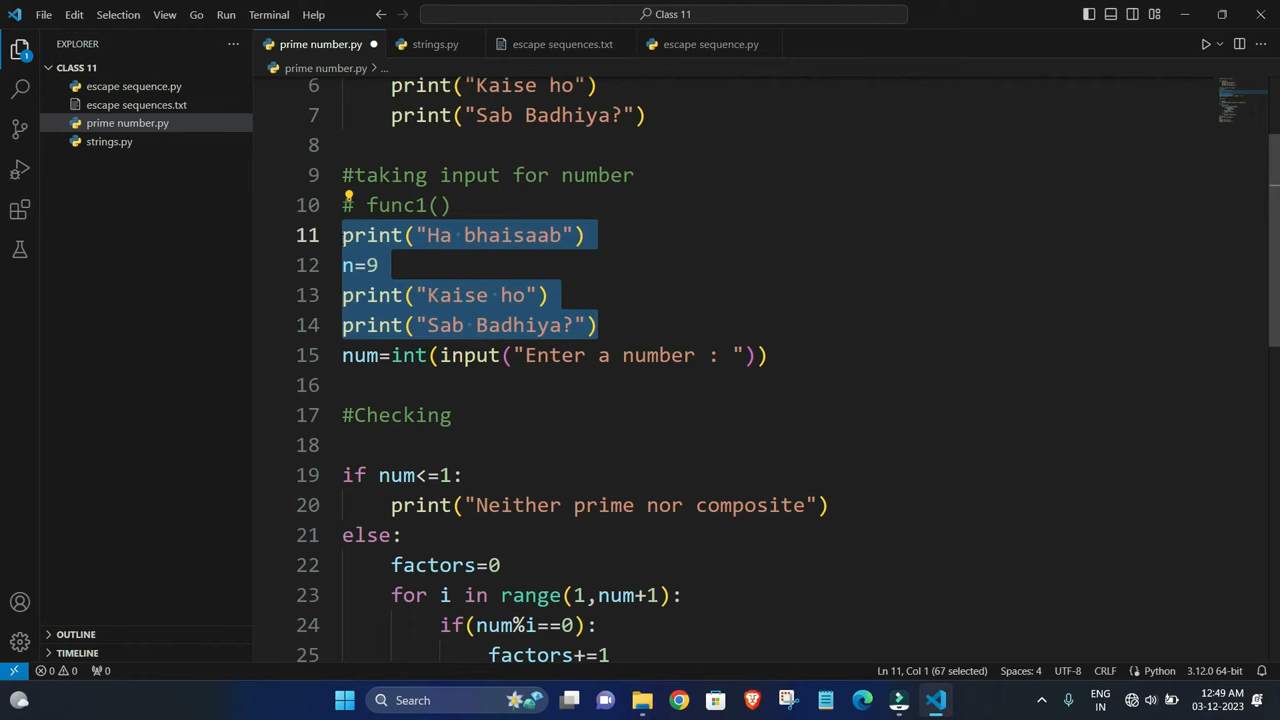 File Edit Selection View Go Run Terminal Help
Class 11
EXPLORER
prime number.py
strings.py
escape sequences.txt
escape sequence.py
CLASS 11
prime number.py > ...
escape sequence.py
escape sequences.txt
prime number.py
strings.py
6 print("Kaise ho")
7 print("Sab Badhiya?")
8
9 #taking input for number
10 # func1()
11 print("Ha bhaisaab")
12 n=9
13 print("Kaise ho")
14 print("Sab Badhiya?")
15 num=int(input("Enter a number : "))
16
17 #Checking
18
19 if num<=1:
20 print("Neither prime nor composite")
21 else:
22 factors=0
23 for i in range(1,num+1):
24 if(num%i==0):
25 factors+=1
OUTLINE
TIMELINE
0 0 0 Ln 11, Col 1 (67 selected) Spaces: 4 UTF-8 CRLF Python 3.12.0 64-bit
Search
ENG
IN
12:49 AM
03-12-2023